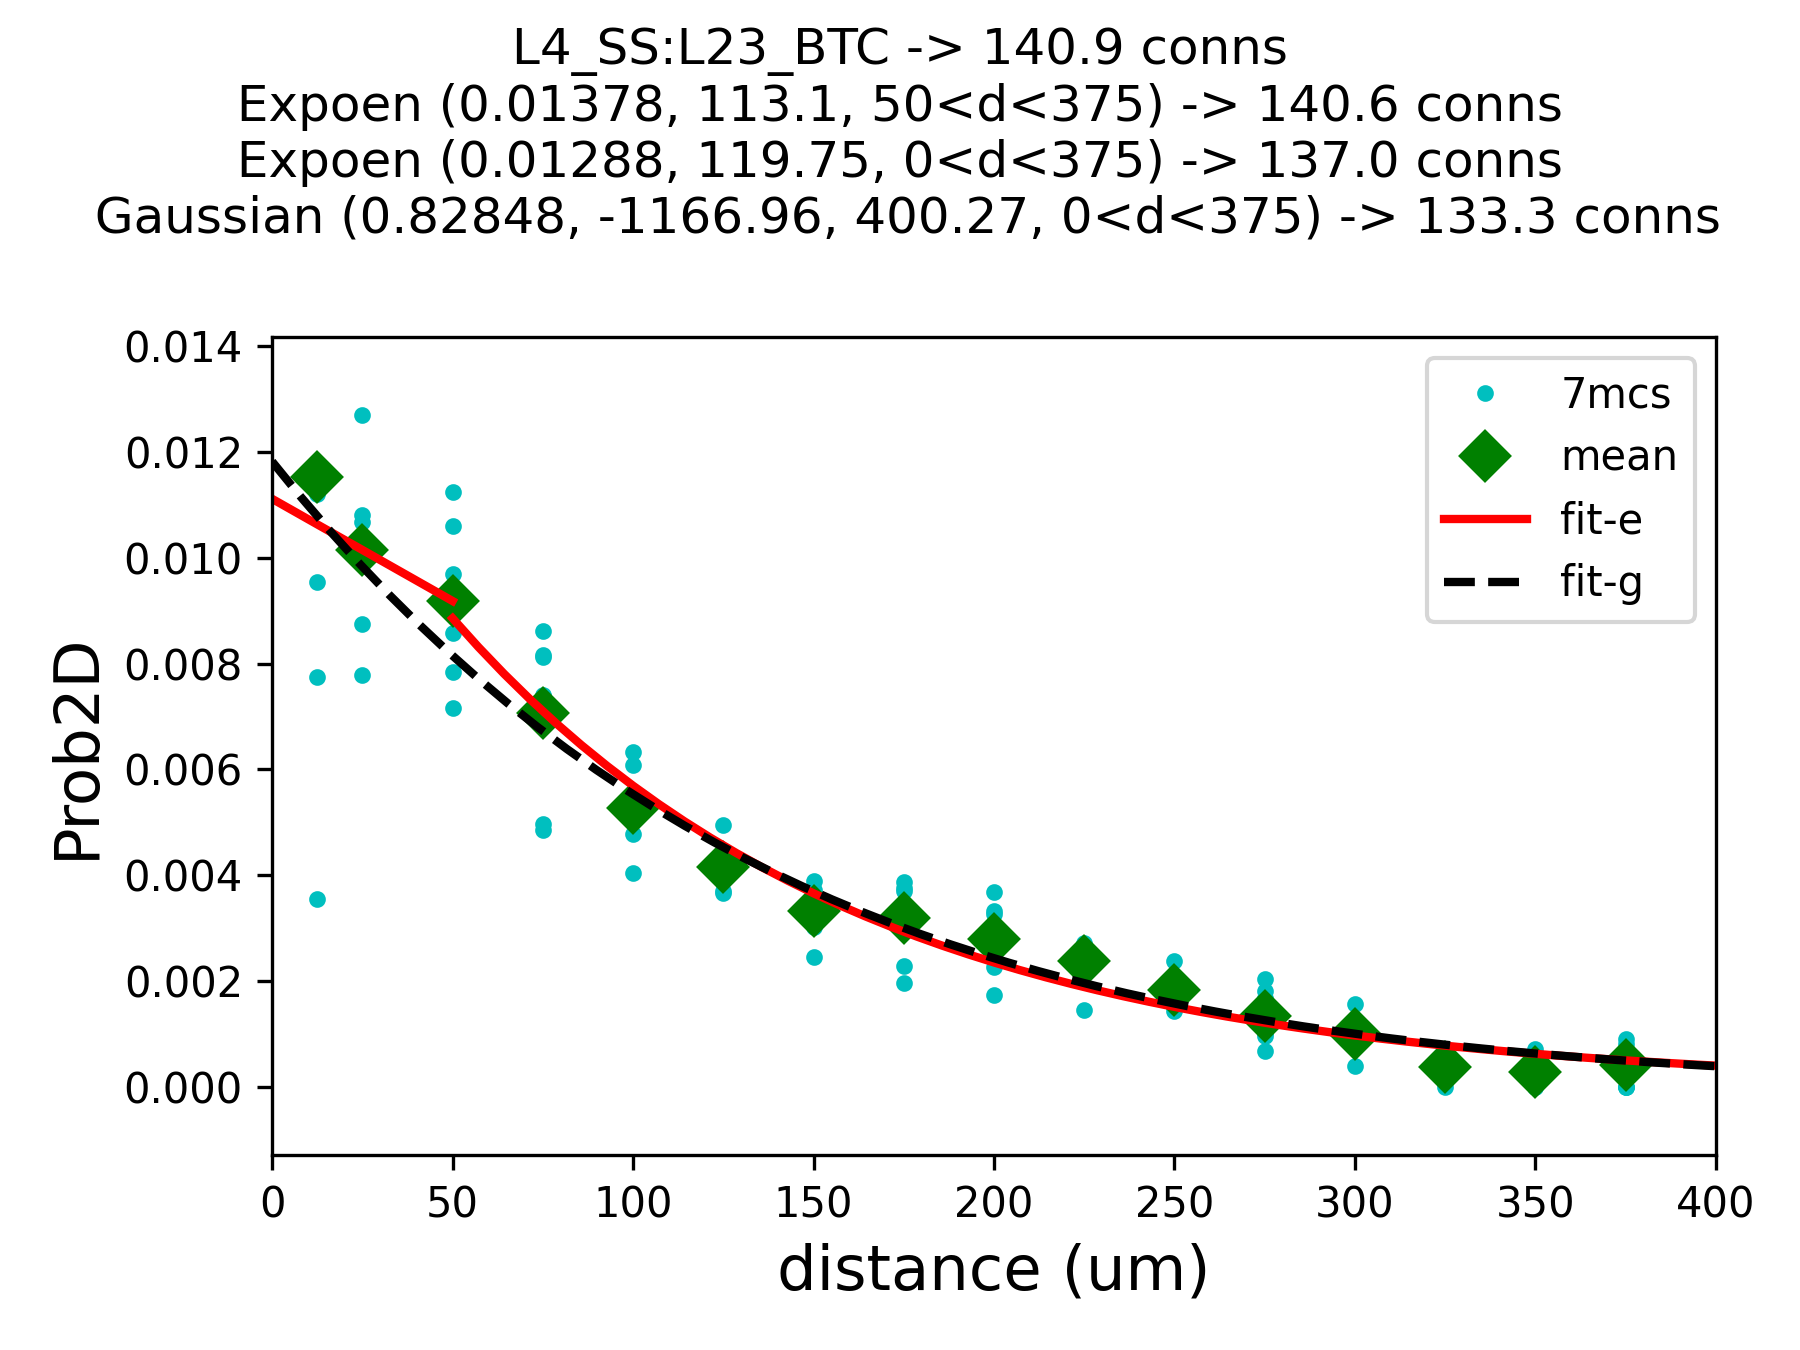 L4_SS:L23_BTC -> 140.9 conns
Expoen (0.01378, 113.1, 50<d<375) -> 140.6 conns
Expoen (0.01288, 119.75, 0<d<375) -> 137.0 conns
Gaussian (0.82848, -1166.96, 400.27, 0<d<375) -> 133.3 conns
0.014
0.012
0.010
0.008
0.006
0.004
0.002
0.000
Prob2D
7mcs
mean
fit-e
fit-g
0 50 100 150 200 250 300 350 400
distance (um)